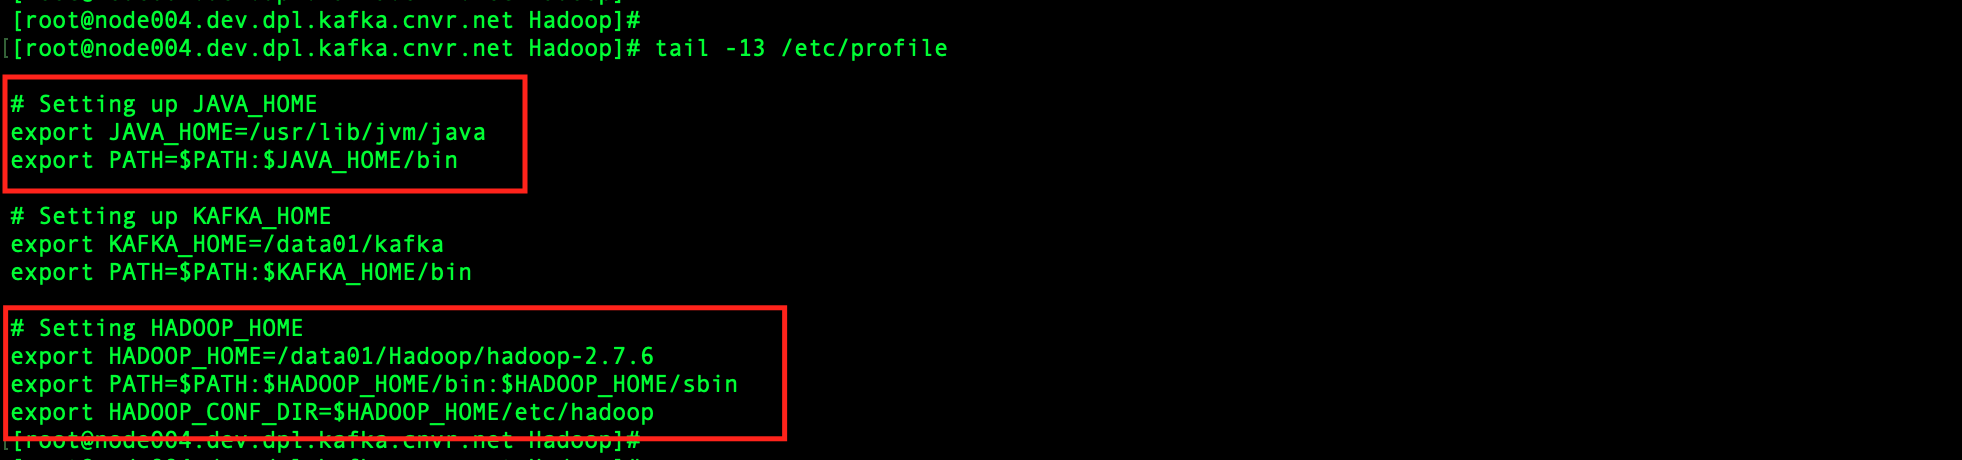 [root@node004.dev.dpl.kafka.cnvr.net Hadoop]#
[[root@node004.dev.dpl.kafka.cnvr.net Hadoop]# tail -13 /etc/profile
# Setting up JAVA_HOME
export JAVA_HOME=/usr/lib/jvm/java
export PATH=$PATH:$JAVA_HOME/bin
# Setting up KAFKA_HOME
export KAFKA_HOME=/data01/kafka
export PATH=$PATH:$KAFKA_HOME/bin
# Setting HADOOP_HOME
export HADOOP_HOME=/data01/Hadoop/hadoop-2.7.6
export PATH=$PATH:$HADOOP_HOME/bin:$HADOOP_HOME/sbin
export HADOOP_CONF_DIR=$HADOOP_HOME/etc/hadoop
[[root@node004.dev.dpl.kafka.cnvr.net Hadoop]#